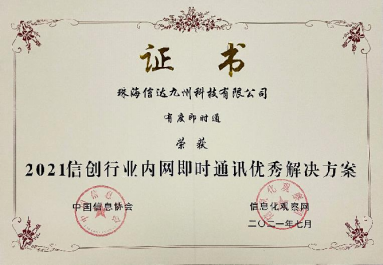 证书
珠海信达九州科技有限公司
有度即时通
荣获
2021信创行业内网即时通讯优秀解决方案
中国信息协会
信息化观察网
二〇二一年七月